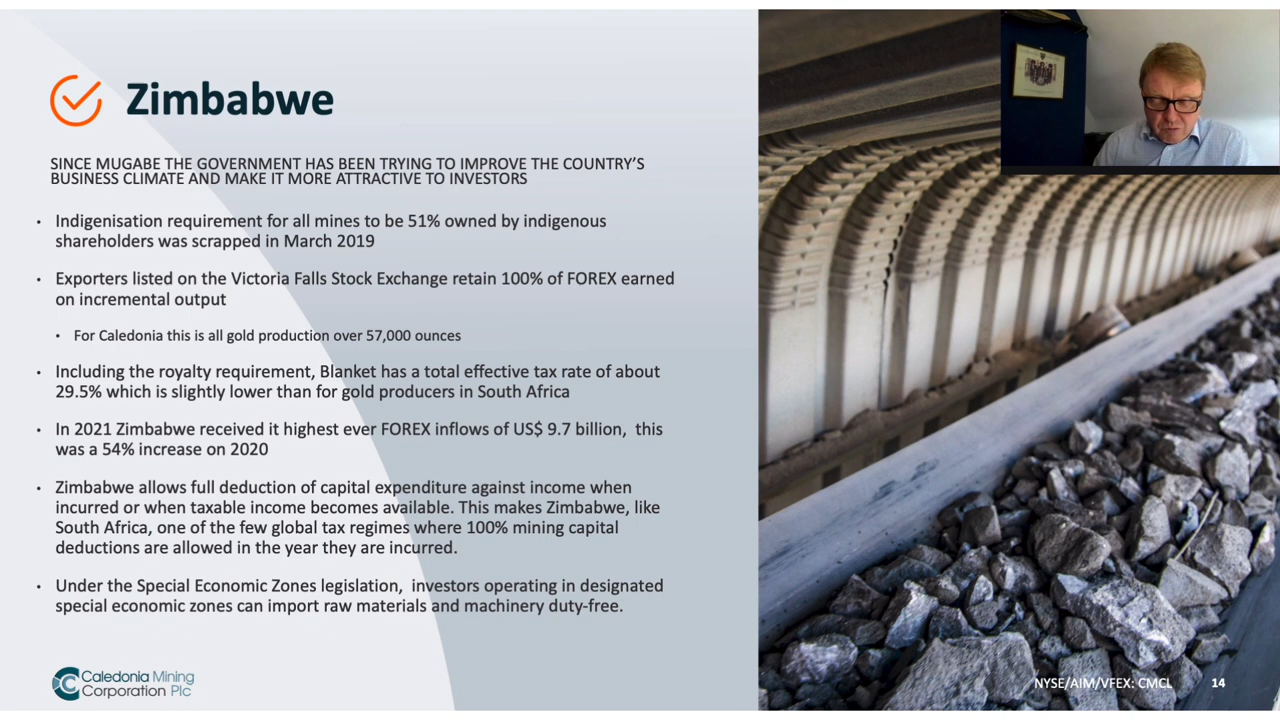 Zimbabwe
SINCE MUGABE THE GOVERNMENT HAS BEEN TRYING TO IMPROVE THE COUNTRY'S
BUSINESS CLIMATE AND MAKE IT MORE ATTRACTIVE TO INVESTORS
• Indigenisation requirement for all mines to be 51% owned by indigenous
shareholders was scrapped in March 2019
• Exporters listed on the Victoria Falls Stock Exchange retain 100% of FOREX earned
on incremental output
• For Caledonia this is all gold production over 57,000 ounces
• Including the royalty requirement, Blanket has a total effective tax rate of about
29.5% which is slightly lower than for gold producers in South Africa
• In 2021 Zimbabwe received it highest ever FOREX inflows of US$ 9.7 billion, this
was a 54% increase on 2020
• Zimbabwe allows full deduction of capital expenditure against income when
incurred or when taxable income becomes available. This makes Zimbabwe, like
South Africa, one of the few global tax regimes where 100% mining capital
deductions are allowed in the year they are incurred.
• Under the Special Economic Zones legislation, investors operating in designated
special economic zones can import raw materials and machinery duty-free.
Caledonia Mining
Corporation Plc
NYSE/AIM/VFEX: CMCL 14